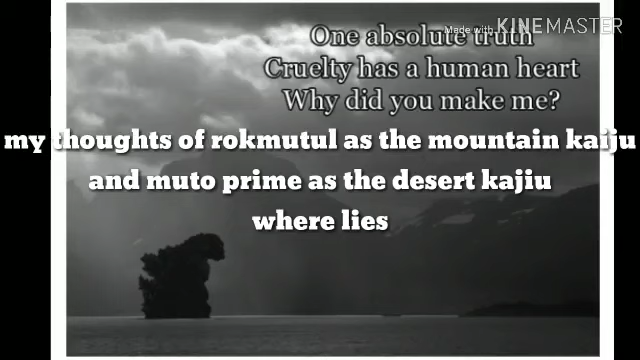 Made with KINEMASTER
One absolute truth
Cruelty has a human heart
Why did you make me?
my thoughts of rokmutul as the mountain kaiju
and muto prime as the desert kajiu
where lies